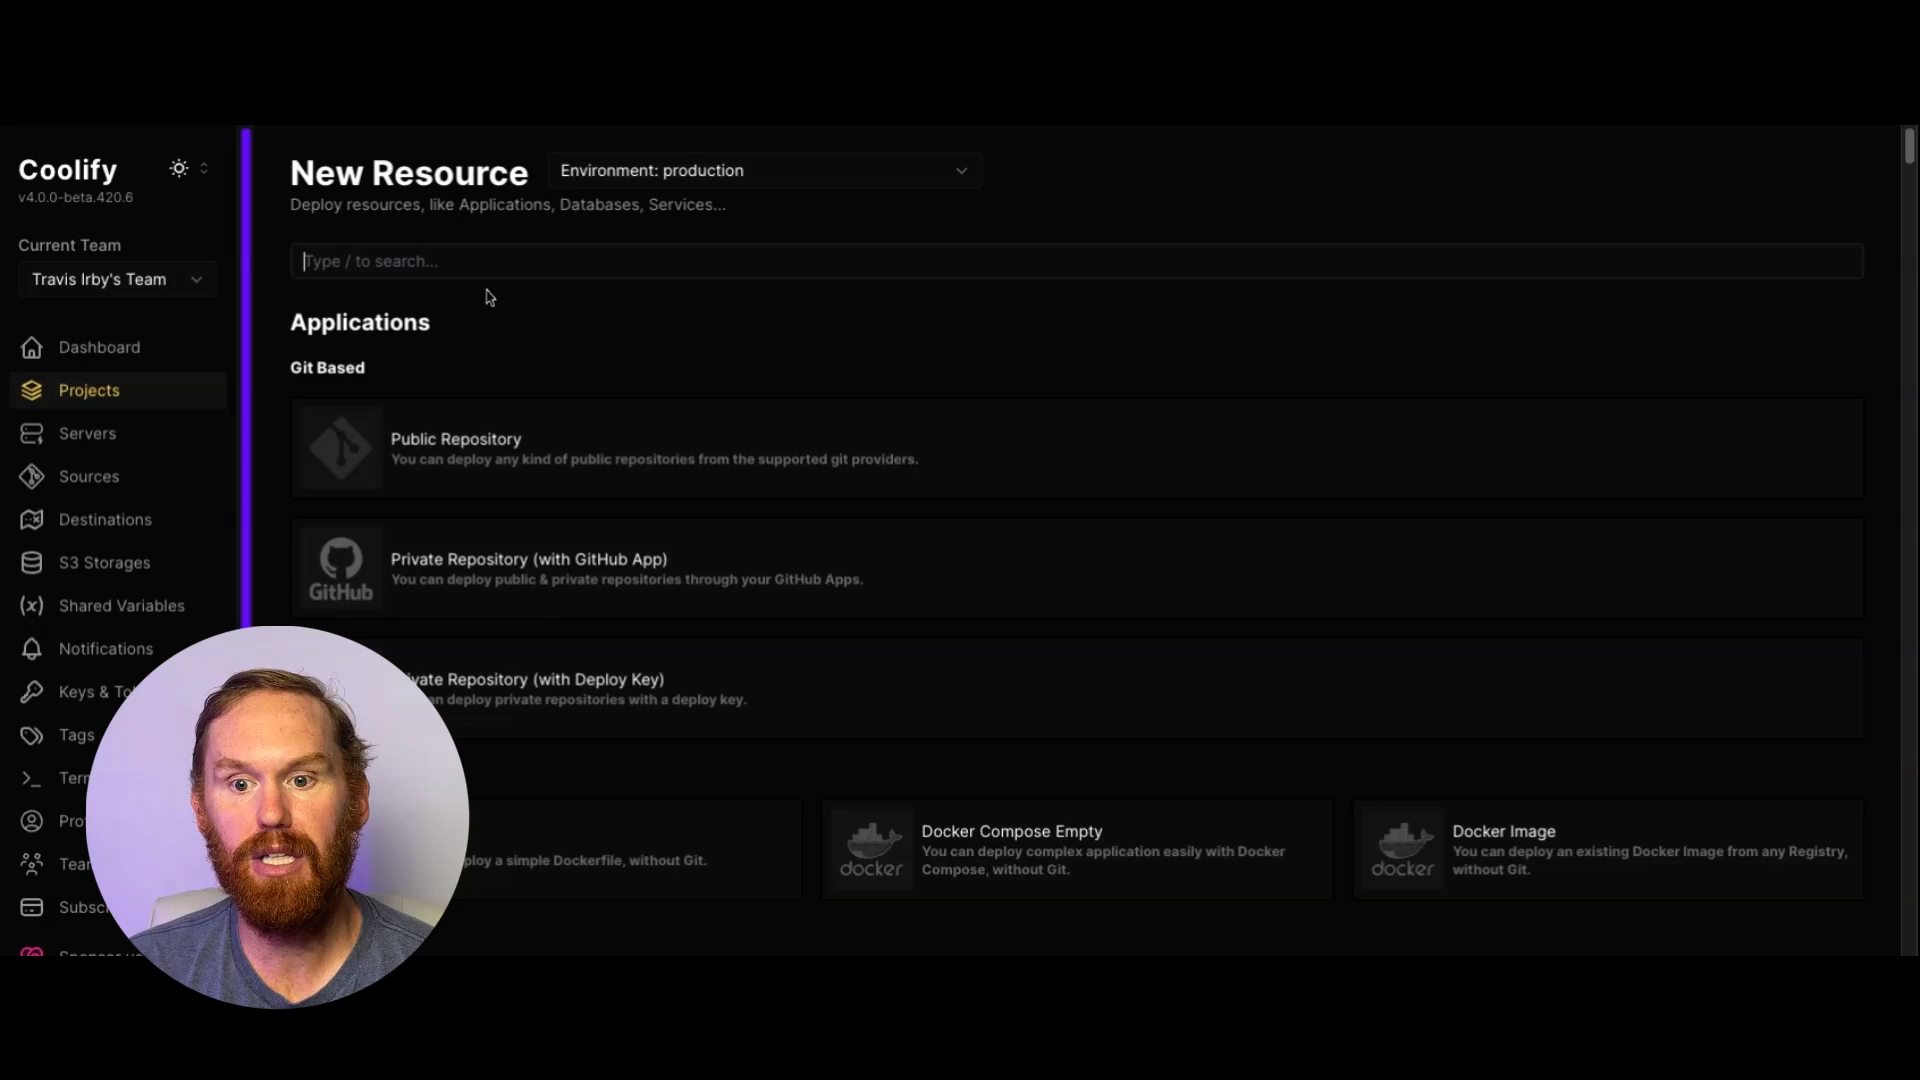 Coolify
v4.0.0-beta.420.6
Current Team
Travis Irby's Team
Dashboard
Projects
Servers
Sources
Destinations
S3 Storages
Shared Variables
Notifications
Keys &
Tags
New Resource
Environment: production
Deploy resources, like Applications, Databases, Services...
Type / to search...
Applications
Git Based
Public Repository
You can deploy any kind of public repositories from the supported git providers.
GitHub
Private Repository (with GitHub App)
You can deploy public & private repositories through your GitHub Apps.
Repository (with Deploy Key)
deploy private repositories with a deploy key.
a simple Dockerfile, without Git.
docker
Docker Compose Empty
You can deploy complex application easily with Docker
Compose, without Git.
docker
Docker Image
You can deploy an existing Docker Image from any Registry,
without Git.